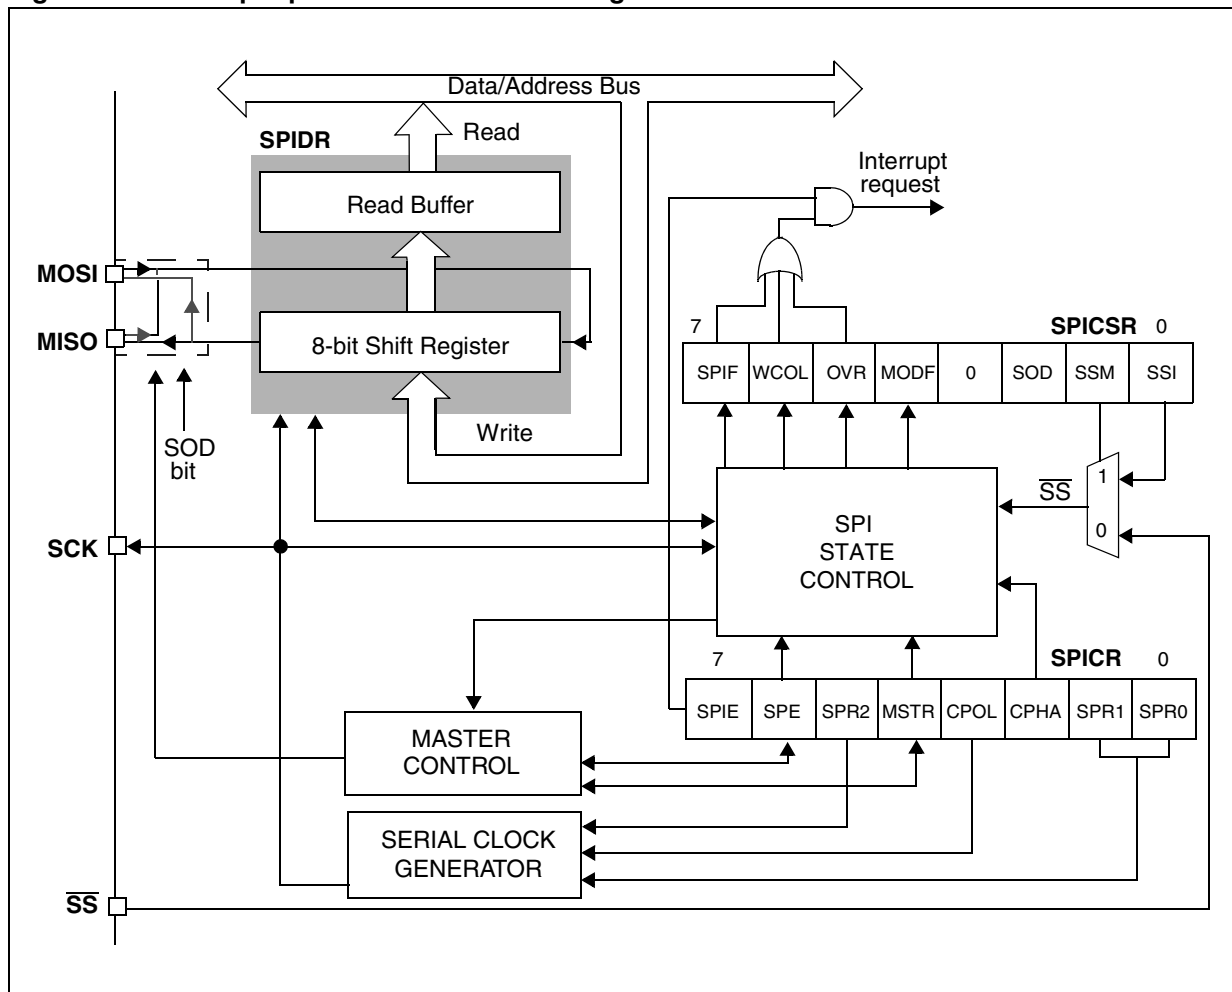 Data/Address Bus
SPIDR
Read
Interrupt
request
Read Buffer
MOSI
MISO
8-bit Shift Register
7
SPICSR
0
SPIF WCOL OVR MODF 0 SOD SSM SSI
Write
SOD
bit
1
SS
0
SCK
SPI
STATE
CONTROL
7
SPICR
0
SPIE SPE SPR2 MSTR CPOL CPHA SPR1 SPR0
MASTER
CONTROL
SERIAL CLOCK
GENERATOR
SS